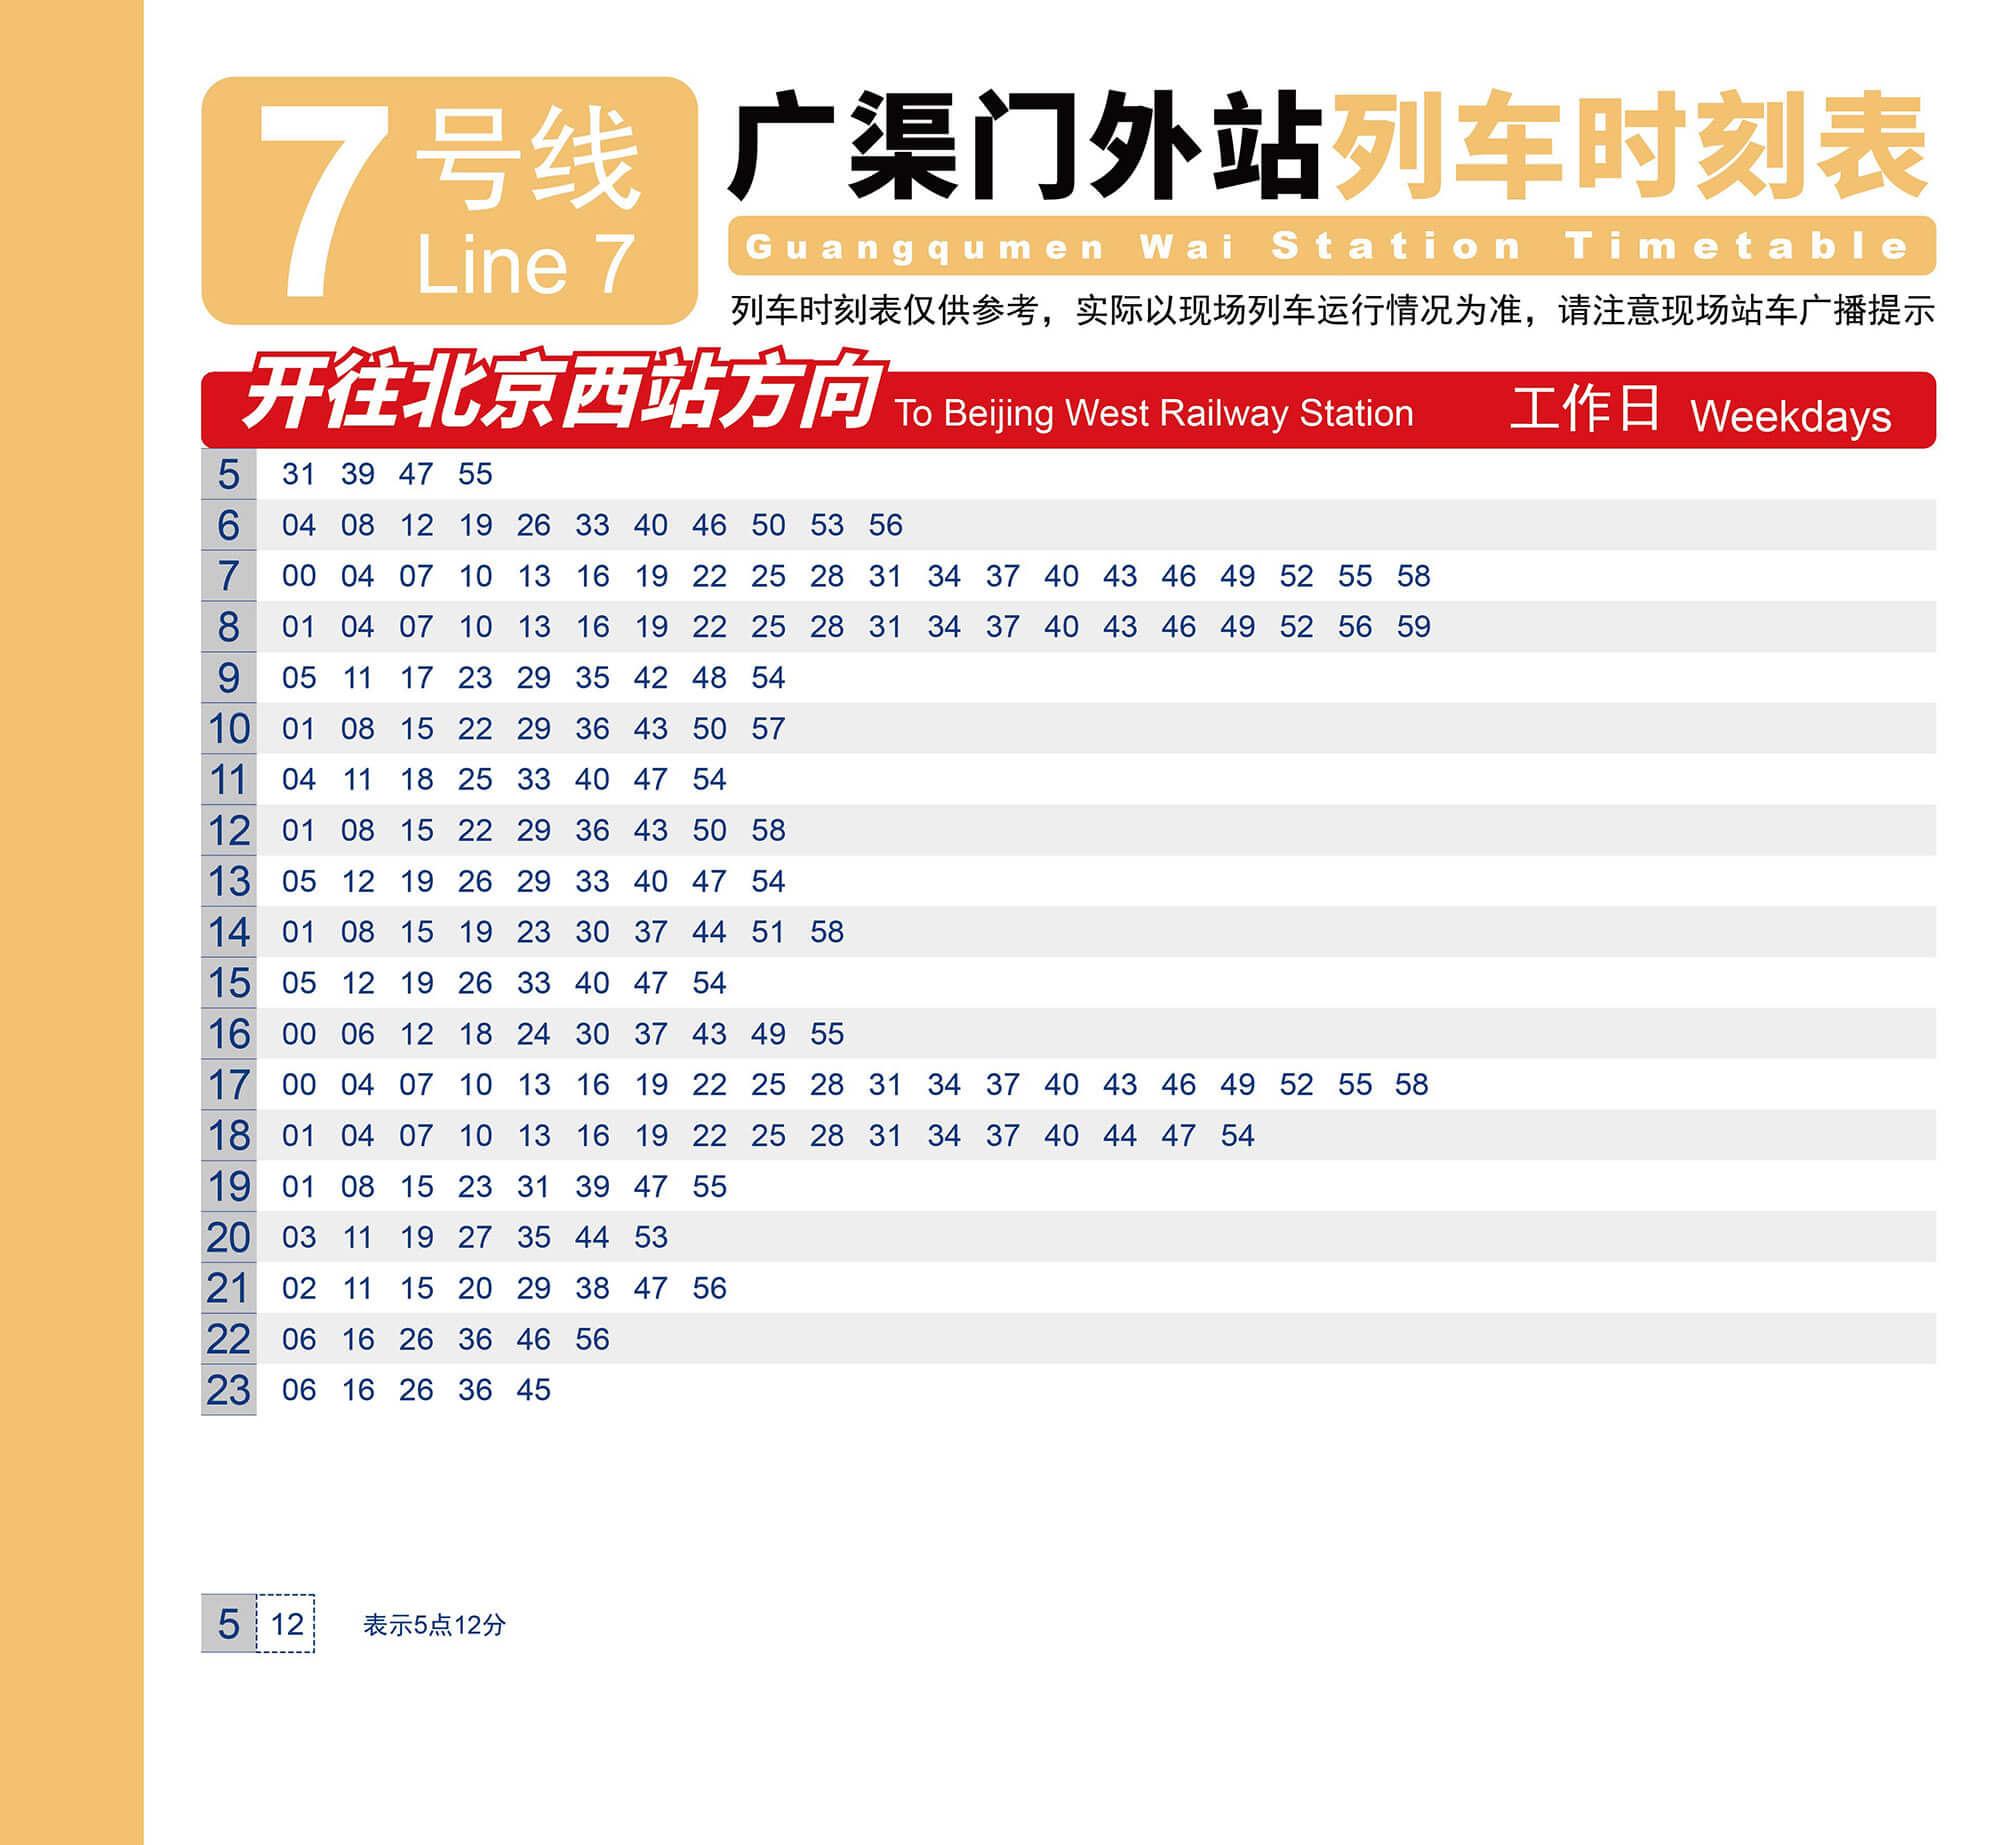 7 号线
Line 7
广渠门外站列车时刻表
Guangqumen Wai Station Timetable
列车时刻表仅供参考，实际以现场列车运行情况为准，请注意现场站车广播提示
开往北京西站方向 To Beijing West Railway Station 工作日 Weekdays
5 31 39 47 55
6 04 08 12 19 26 33 40 46 50 53 56
7 00 04 07 10 13 16 19 22 25 28 31 34 37 40 43 46 49 52 55 58
8 01 04 07 10 13 16 19 22 25 28 31 34 37 40 43 46 49 52 56 59
9 05 11 17 23 29 35 42 48 54
10 01 08 15 22 29 36 43 50 57
11 04 11 18 25 33 40 47 54
12 01 08 15 22 29 36 43 50 58
13 05 12 19 26 29 33 40 47 54
14 01 08 15 19 23 30 37 44 51 58
15 05 12 19 26 33 40 47 54
16 00 06 12 18 24 30 37 43 49 55
17 00 04 07 10 13 16 19 22 25 28 31 34 37 40 43 46 49 52 55 58
18 01 04 07 10 13 16 19 22 25 28 31 34 37 40 44 47 54
19 01 08 15 23 31 39 47 55
20 03 11 19 27 35 44 53
21 02 11 15 20 29 38 47 56
22 06 16 26 36 46 56
23 06 16 26 36 45
5 12 表示5点12分